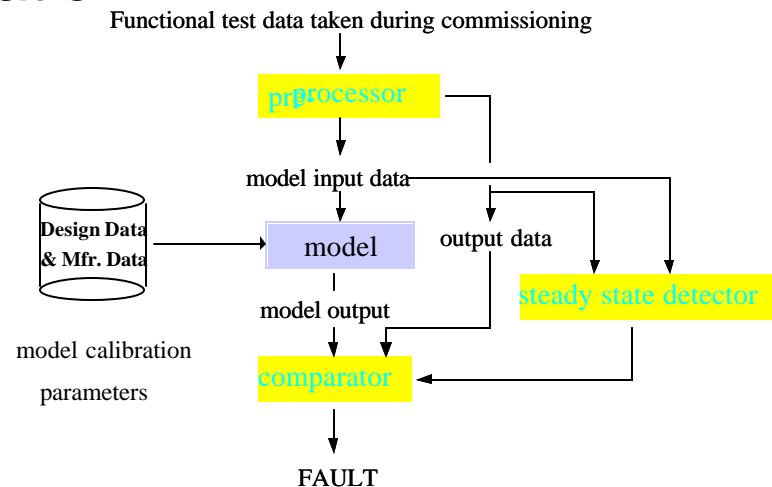 Functional test data taken during commissioning
pre-processor
model input data
Design Data
& Mfr. Data
model
output data
steady state detector
model output
model calibration
parameters
comparator
FAULT